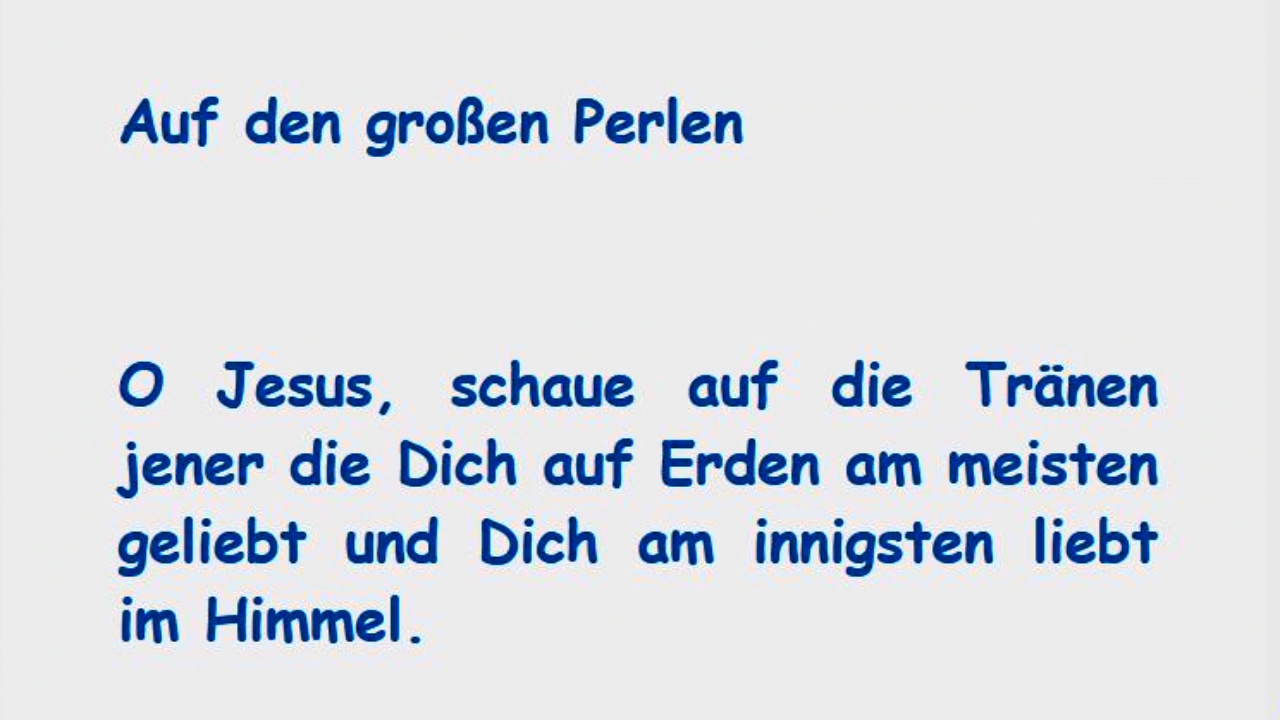 Auf den großen Perlen
O Jesus, schaue auf die Tränen
jener die Dich auf Erden am meisten
geliebt und Dich am innigsten liebt
im Himmel.